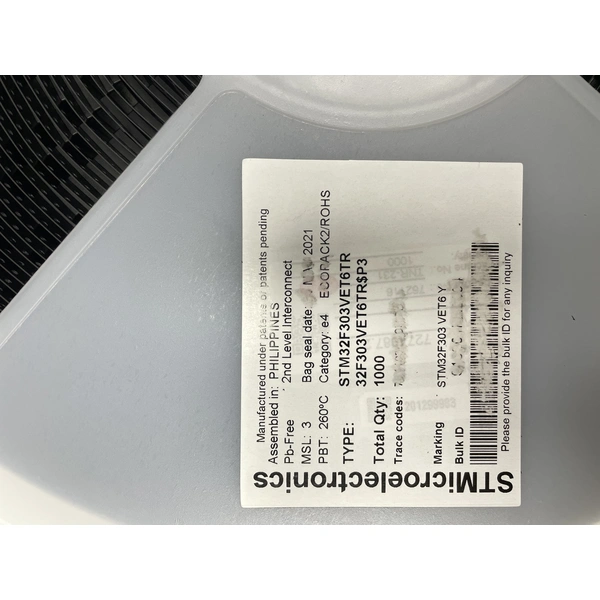 STMicroelectronics
Manufactured under patents or patents pending
Assembled in: PHILIPPINES
Pb-Free 2nd Level Interconnect
MSL: 3 Bag seal date: 2021
PBT: 260ºC Category: e4 ECOPACK2/ROHS
TYPE: STM32F303VET6TR
32F303VET6TR$P3
Total Qty: 1000
Trace codes:
Marking STM32F303 VET6 Y
Bulk ID
Please provide the bulk ID for any inquiry